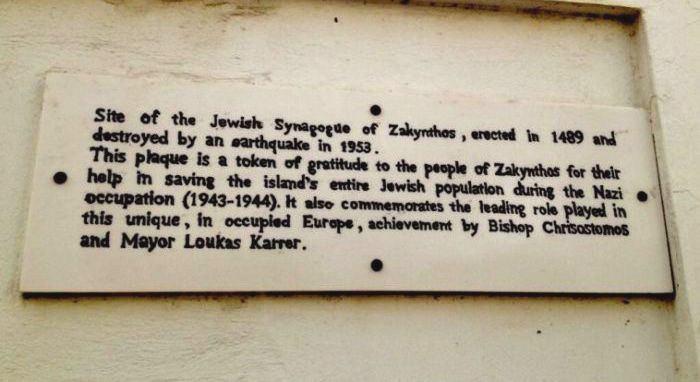 Site of the Jewish Synagogue of Zakynthos, erected in 1489 and
destroyed by an earthquake in 1953.
This plaque is a token of gratitude to the people of Zakynthos for their
help in saving the island's entire Jewish population during the Nazi
occupation (1943-1944). It also commemorates the leading role played in
this unique, in occupied Europe, achievement by Bishop Chrisostomos
and Mayor Loukas Karrer.